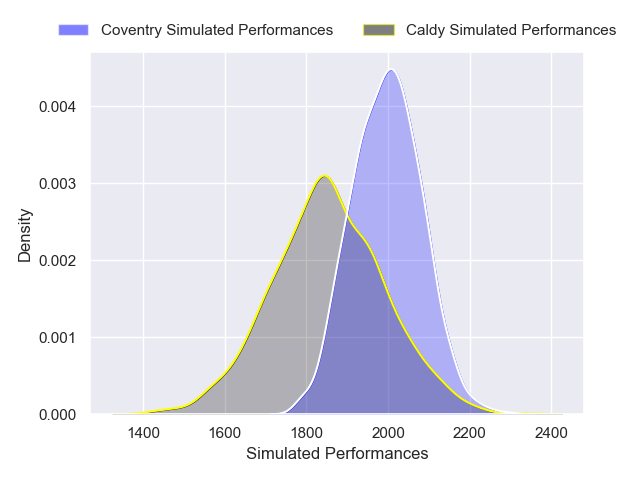 Coventry Simulated Performances Caldy Simulated Performances
0.004
0.003
0.002
0.001
0.000
Density
1400 1600 1800 2000 2200 2400
Simulated Performances